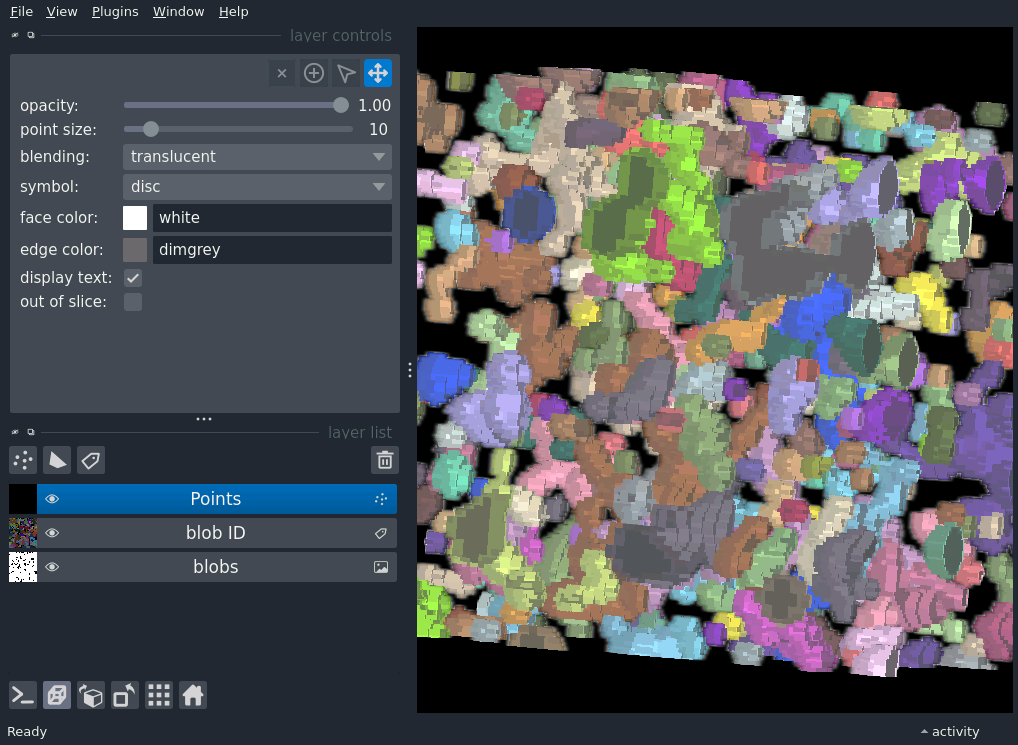 File View Plugins Window Help
layer controls
opacity: 1.00
point size: 10
blending: translucent
symbol: disc
face color: white
edge color: dimgrey
display text:
out of slice:
layer list
Points
blob ID
blobs
Ready
activity